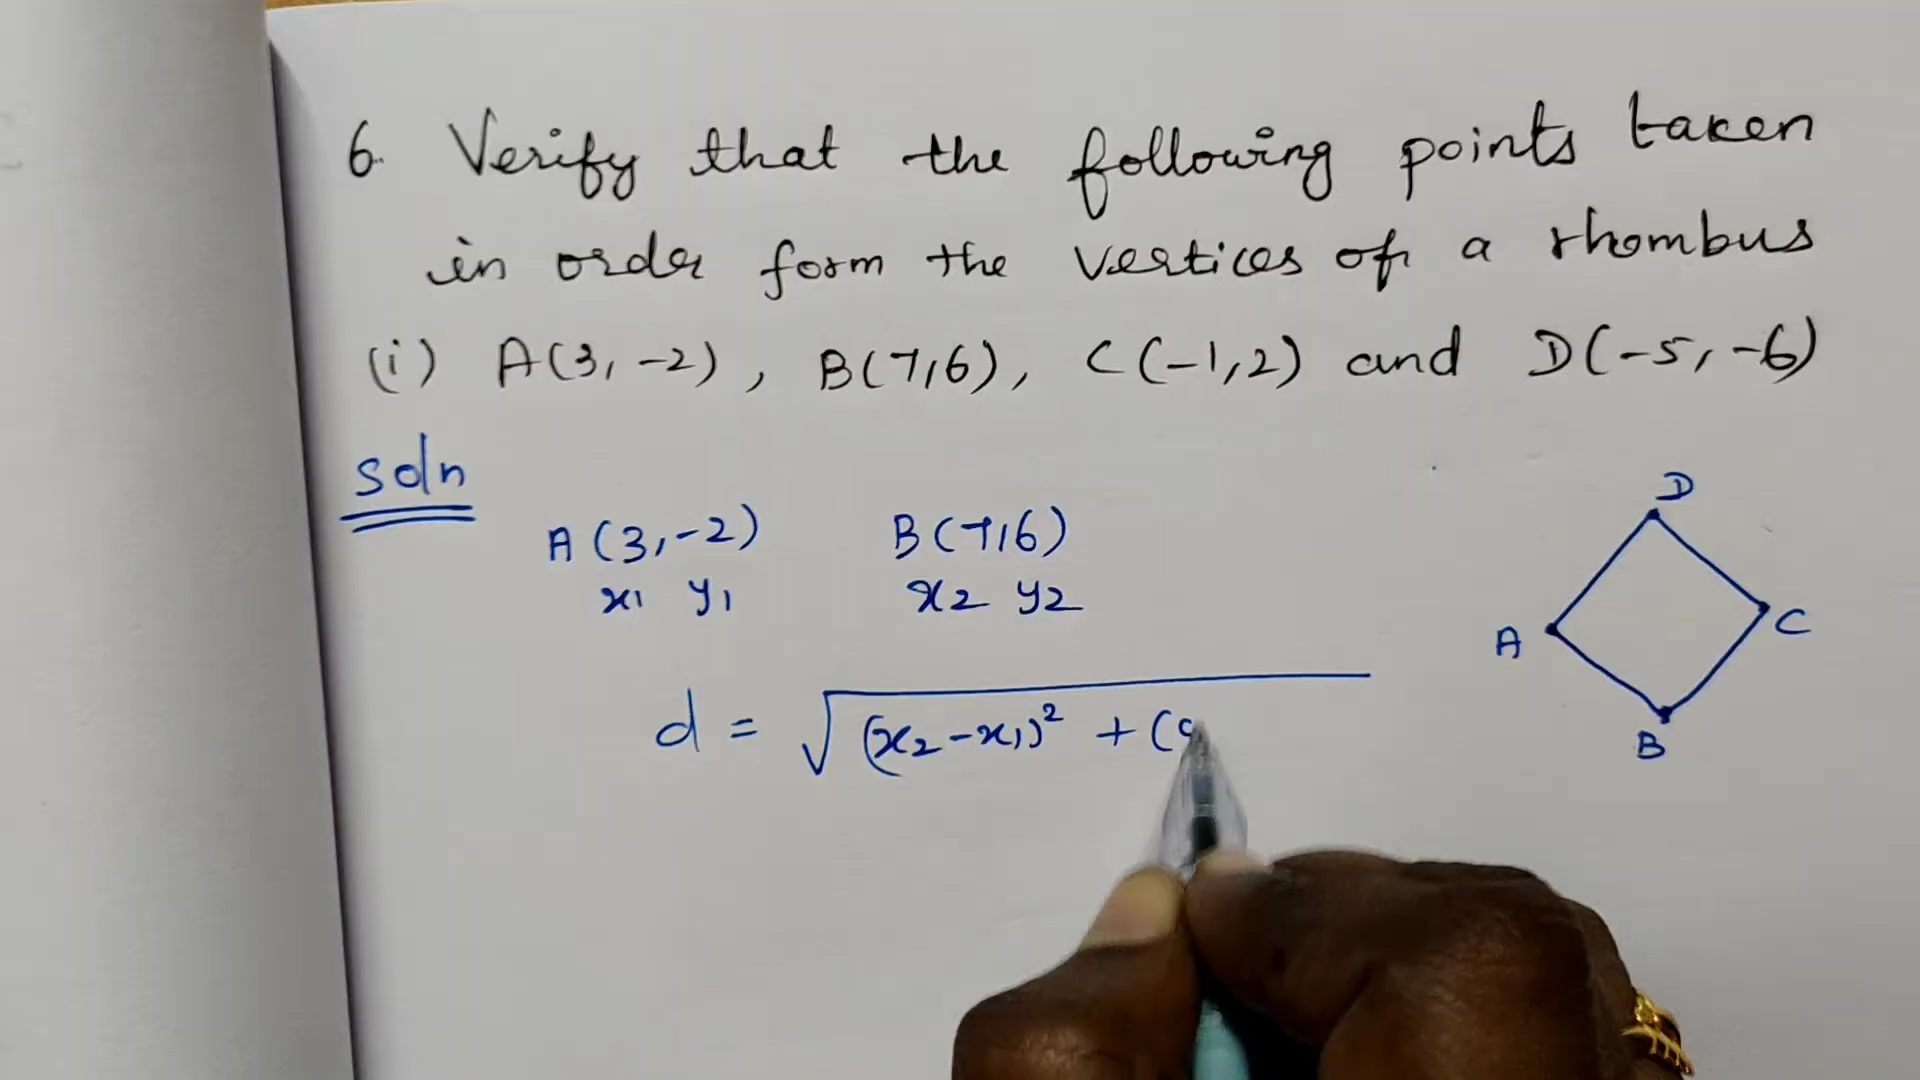 6. Verify that the following points taken
in order form the vertices of a rhombus
(i) A(3,-2), B(7,6), C(-1,2) and D(-5,-6)
soln
A(3,-2) B(7,6)
x1 y1 x2 y2
d = √(x₂-x₁)² + (
D
A
C
B